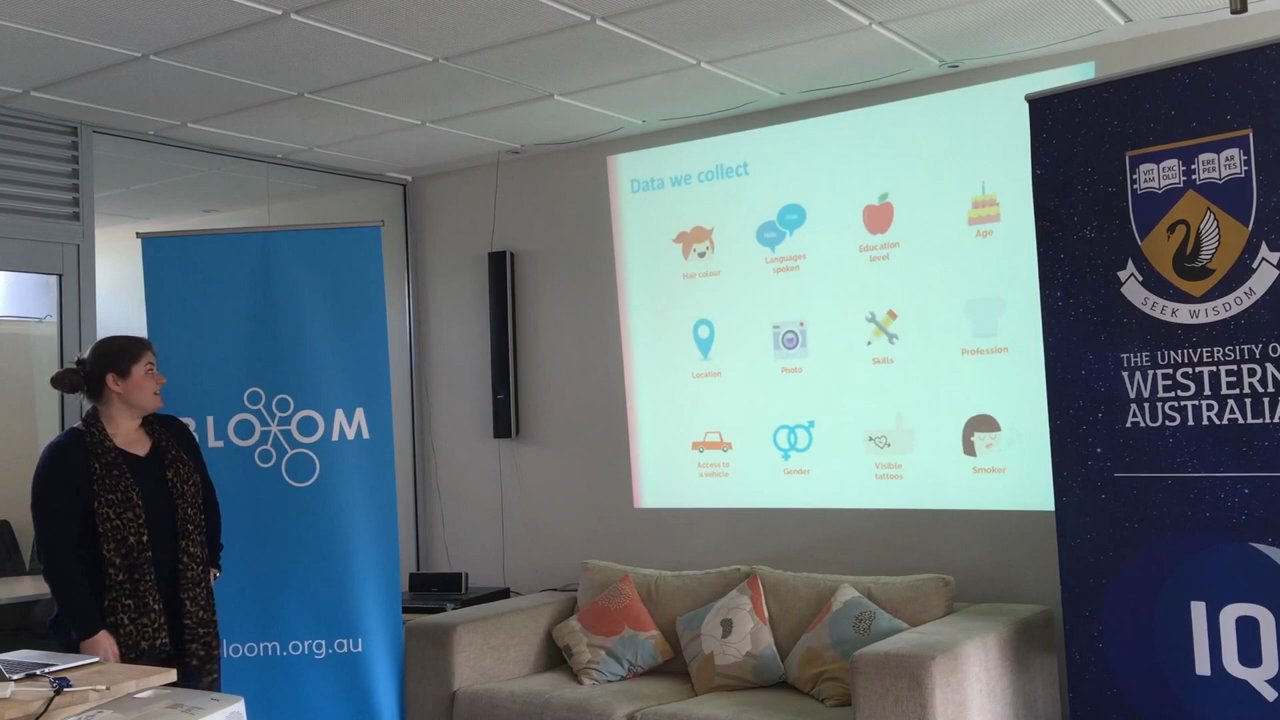 Data we collect
Hair colour
Languages
spoken
Education
level
Age
Location
Photo
Skills
Profession
Access to
a vehicle
Gender
Visible
tattoos
Smoker
BLOOM
loom.org.au
VIT AM EXC OLU ERE PER AR TES
SEEK WISDOM
THE UNIVERSITY O
WESTERN
AUSTRALIA
IQ